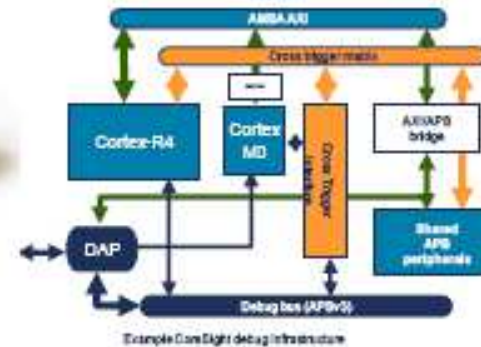 AMBA AXI
Cross trigger matrix
Cortex-R4
Cortex
M0
Cross Trigger
Interface
AXI/APB
bridge
DAP
Shared
APB
peripherals
Debug bus (APBv3)
Example CoreSight debug infrastructure